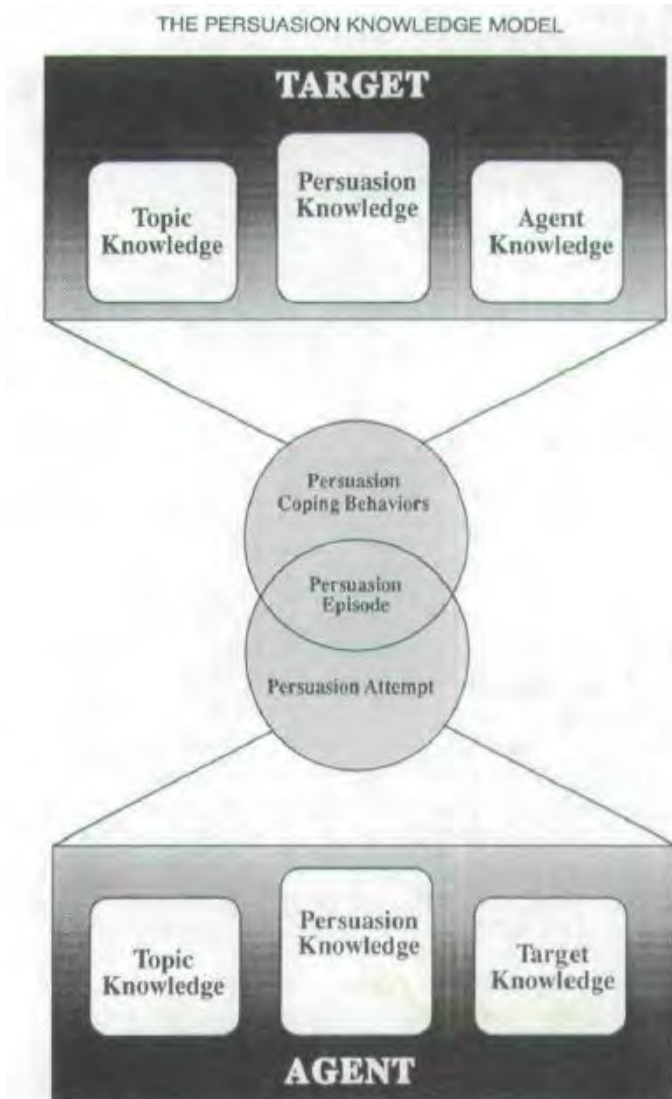 THE PERSUASION KNOWLEDGE MODEL
TARGET
Topic
Knowledge
Persuasion
Knowledge
Agent
Knowledge
Persuasion
Coping Behaviors
Persuasion
Episode
Persuasion Attempt
Topic
Knowledge
Persuasion
Knowledge
Target
Knowledge
AGENT